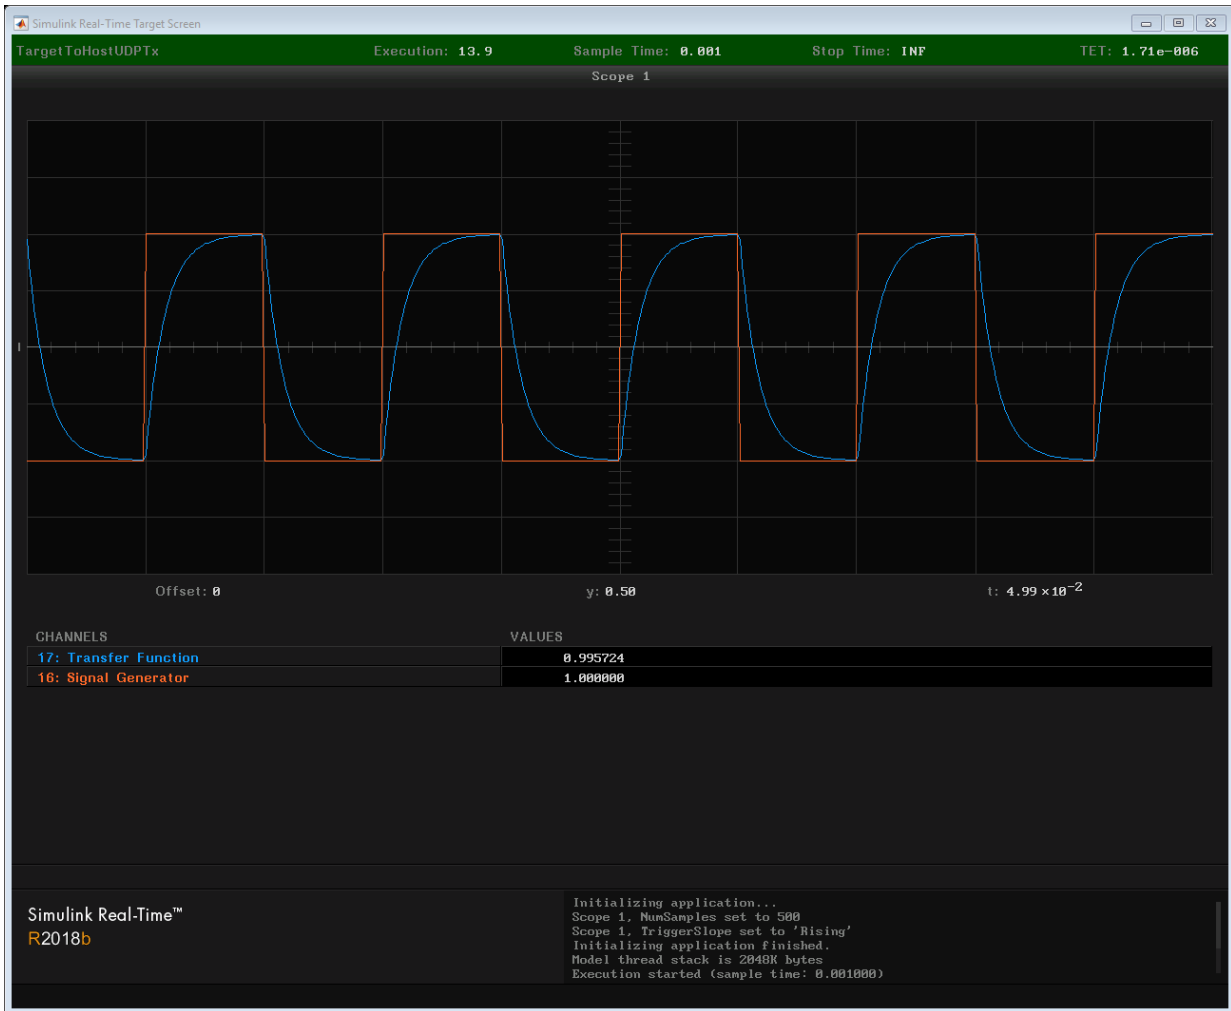 Simulink Real-Time Target Screen
TargetToHostUDPTx Execution: 13.9 Sample Time: 0.001 Stop Time: INF TET: 1.71e-006
Scope 1
Offset: 0 y: 0.50 t: 4.99 ×10⁻²
CHANNELS VALUES
17: Transfer Function 0.995724
16: Signal Generator 1.000000
Simulink Real-Time™
R2018b
Initializing application...
Scope 1, NumSamples set to 500
Scope 1, TriggerSlope set to 'Rising'
Initializing application finished.
Model thread stack is 2048K bytes
Execution started (sample time: 0.001000)